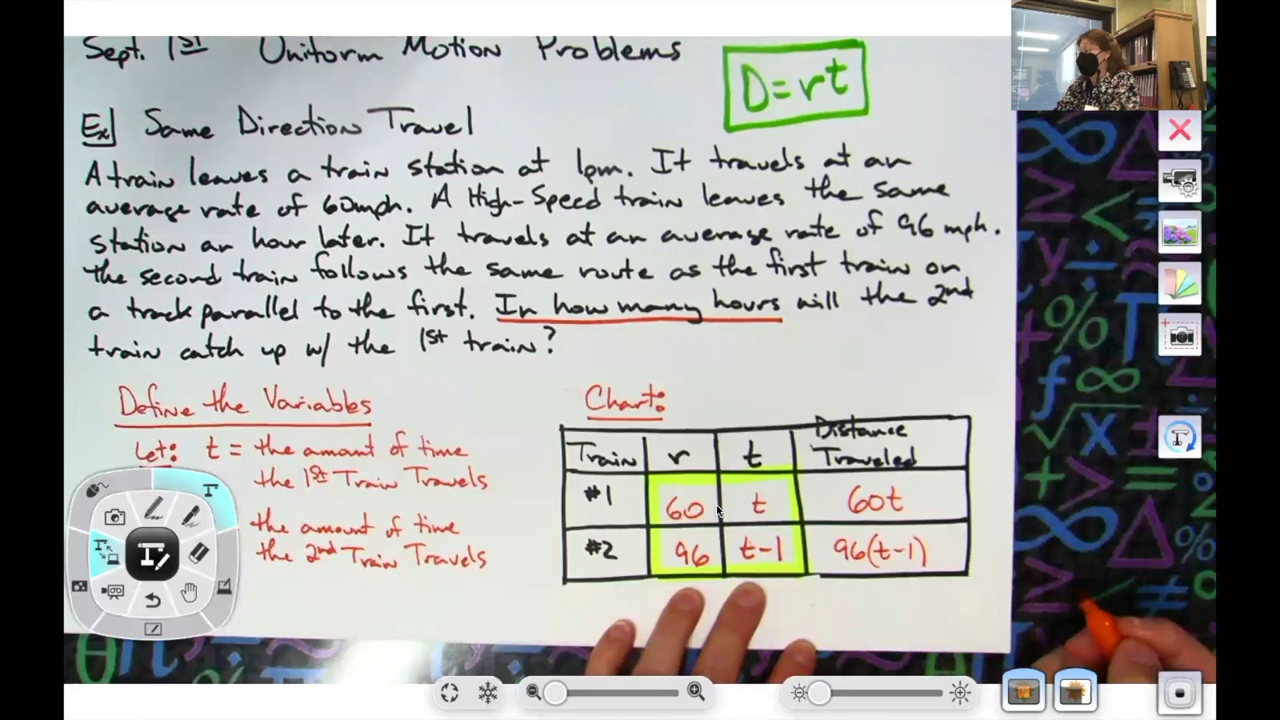 Sept. 1st Uniform Motion Problems
D=rt
Ex Same Direction Travel
A train leaves a train station at 1pm. It travels at an
average rate of 60mph. A High-Speed train leaves the same
station an hour later. It travels at an average rate of 96 mph.
The second train follows the same route as the first train on
a track parallel to the first. In how many hours will the 2nd
train catch up w/ the 1st train?
Define the Variables
Let: t = the amount of time
the 1st Train Travels
the amount of time
the 2nd Train Travels
Chart:
Train r t Distance Traveled
#1 60 t 60t
#2 96 t-1 96(t-1)